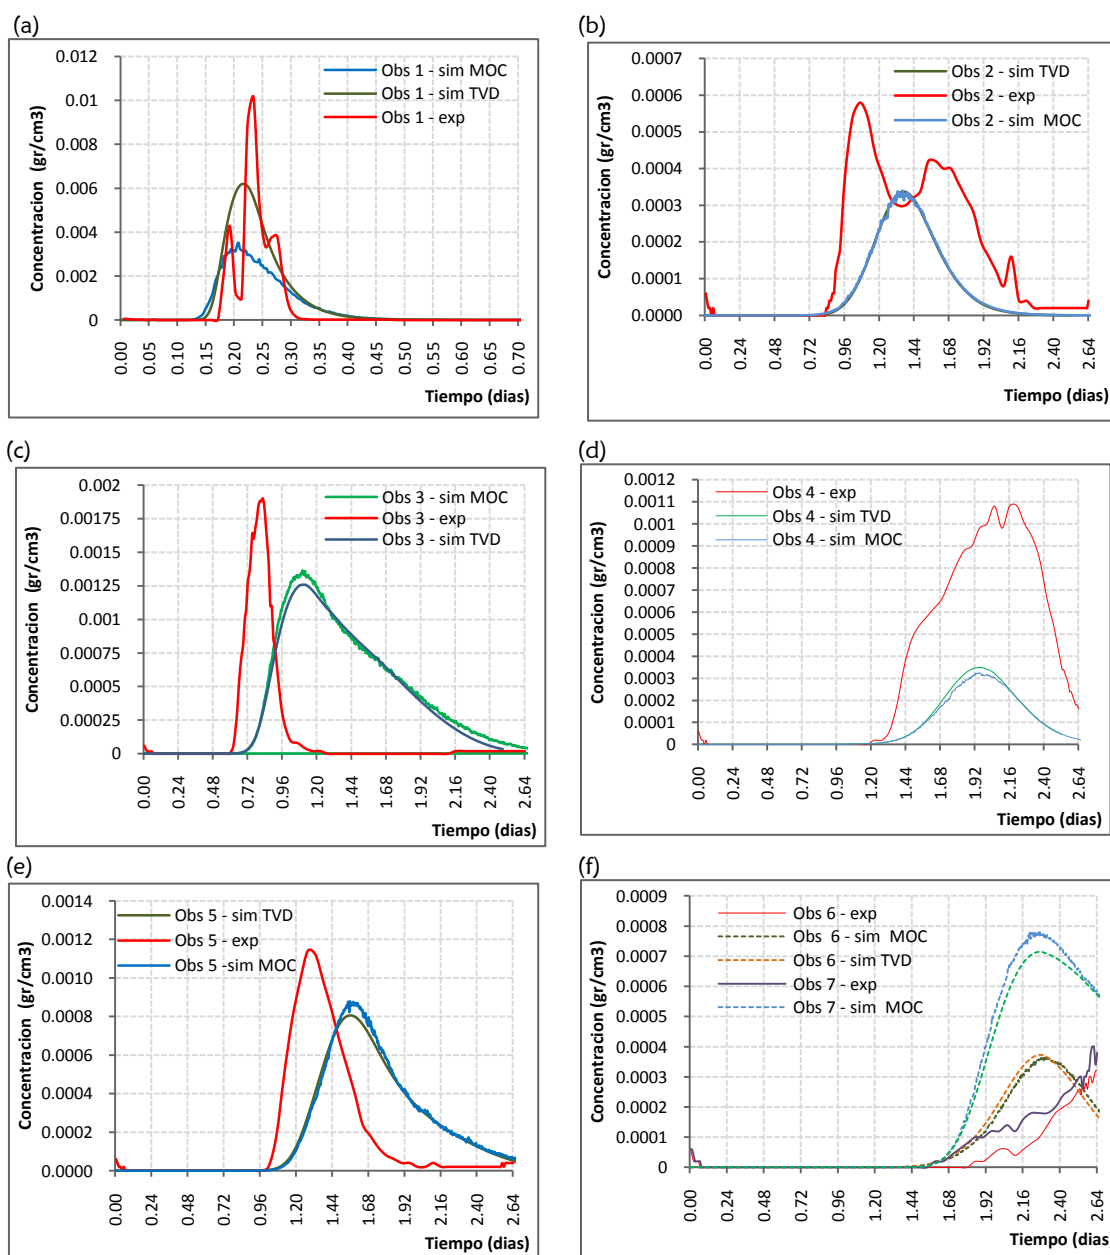 (a)
0.012
0.01
0.008
0.006
0.004
0.002
0
Concentracion (gr/cm3)
Obs 1 - sim MOC
Obs 1 - sim TVD
Obs 1 - exp
0.00 0.05 0.10 0.15 0.20 0.25 0.30 0.35 0.40 0.45 0.50 0.55 0.60 0.65 0.70
Tiempo (dias)
(b)
0.0007
0.0006
0.0005
0.0004
0.0003
0.0002
0.0001
0.0000
Concentracion (gr/cm3)
Obs 2 - sim TVD
Obs 2 - exp
Obs 2 - sim MOC
0.00 0.24 0.48 0.72 0.96 1.20 1.44 1.68 1.92 2.16 2.40 2.64
Tiempo (dias)
(c)
0.002
0.00175
0.0015
0.00125
0.001
0.00075
0.0005
0.00025
0
Concentracion (gr/cm3)
Obs 3 - sim MOC
Obs 3 - exp
Obs 3 - sim TVD
0.00 0.24 0.48 0.72 0.96 1.20 1.44 1.68 1.92 2.16 2.40 2.64
Tiempo (dias)
(d)
0.0012
0.0011
0.001
0.0009
0.0008
0.0007
0.0006
0.0005
0.0004
0.0003
0.0002
0.0001
0
Concentracion (gr/cm3)
Obs 4 - exp
Obs 4 - sim TVD
Obs 4 - sim MOC
0.00 0.24 0.48 0.72 0.96 1.20 1.44 1.68 1.92 2.16 2.40 2.64
Tiempo (dias)
(e)
0.0014
0.0012
0.0010
0.0008
0.0006
0.0004
0.0002
0.0000
Concentracion (gr/cm3)
Obs 5 - sim TVD
Obs 5 - exp
Obs 5 -sim MOC
0.00 0.24 0.48 0.72 0.96 1.20 1.44 1.68 1.92 2.16 2.40 2.64
Tiempo (dias)
(f)
0.0009
0.0008
0.0007
0.0006
0.0005
0.0004
0.0003
0.0002
0.0001
0
Concentracion (gr/cm3)
Obs 6 - exp
Obs 6 - sim MOC
Obs 6 - sim TVD
Obs 7 - exp
Obs 7 - sim MOC
0.00 0.24 0.48 0.72 0.96 1.20 1.44 1.68 1.92 2.16 2.40 2.64
Tiempo (dias)